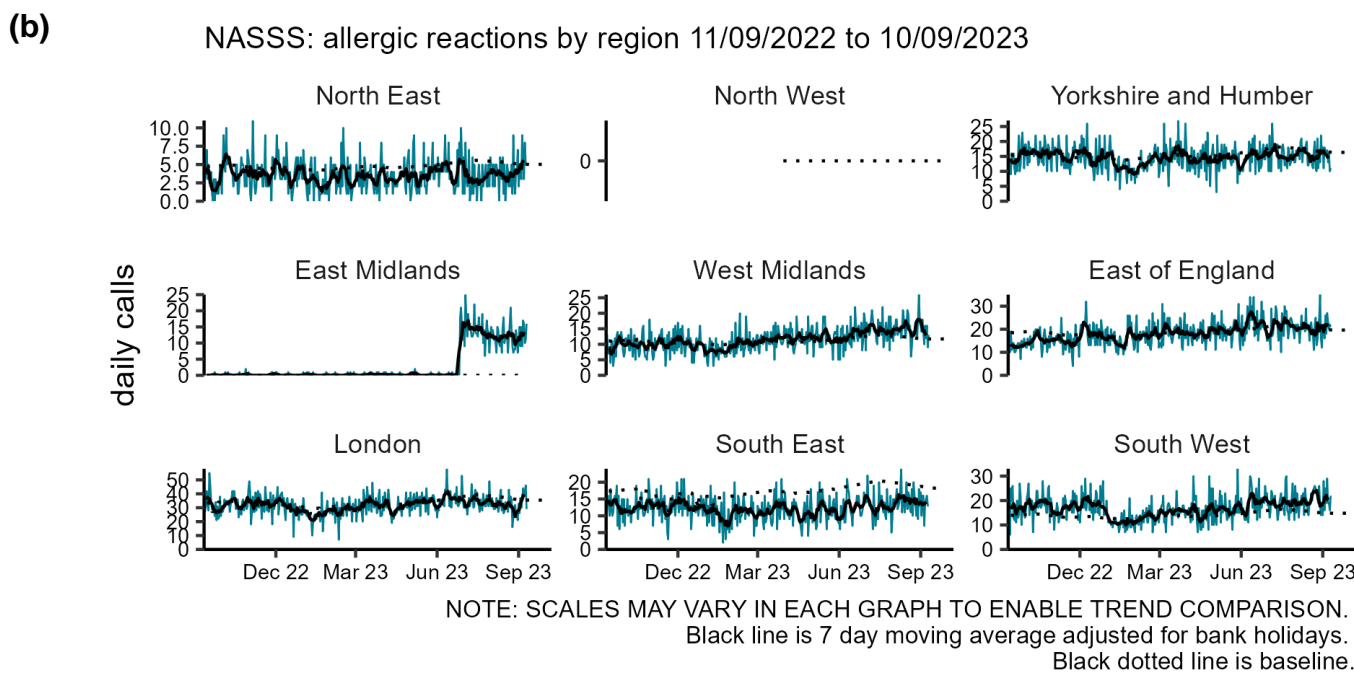 (b)
NASSS: allergic reactions by region 11/09/2022 to 10/09/2023
daily calls
North East
10.0
7.5
5.0
2.5
0.0
North West
0
Yorkshire and Humber
25
20
15
10
5
0
East Midlands
25
20
15
10
5
0
West Midlands
25
20
15
10
5
0
East of England
30
20
10
0
London
50
40
30
20
10
0
South East
20
15
10
5
0
South West
30
20
10
0
Dec 22 Mar 23 Jun 23 Sep 23
Dec 22 Mar 23 Jun 23 Sep 23
Dec 22 Mar 23 Jun 23 Sep 23
NOTE: SCALES MAY VARY IN EACH GRAPH TO ENABLE TREND COMPARISON.
Black line is 7 day moving average adjusted for bank holidays.
Black dotted line is baseline.